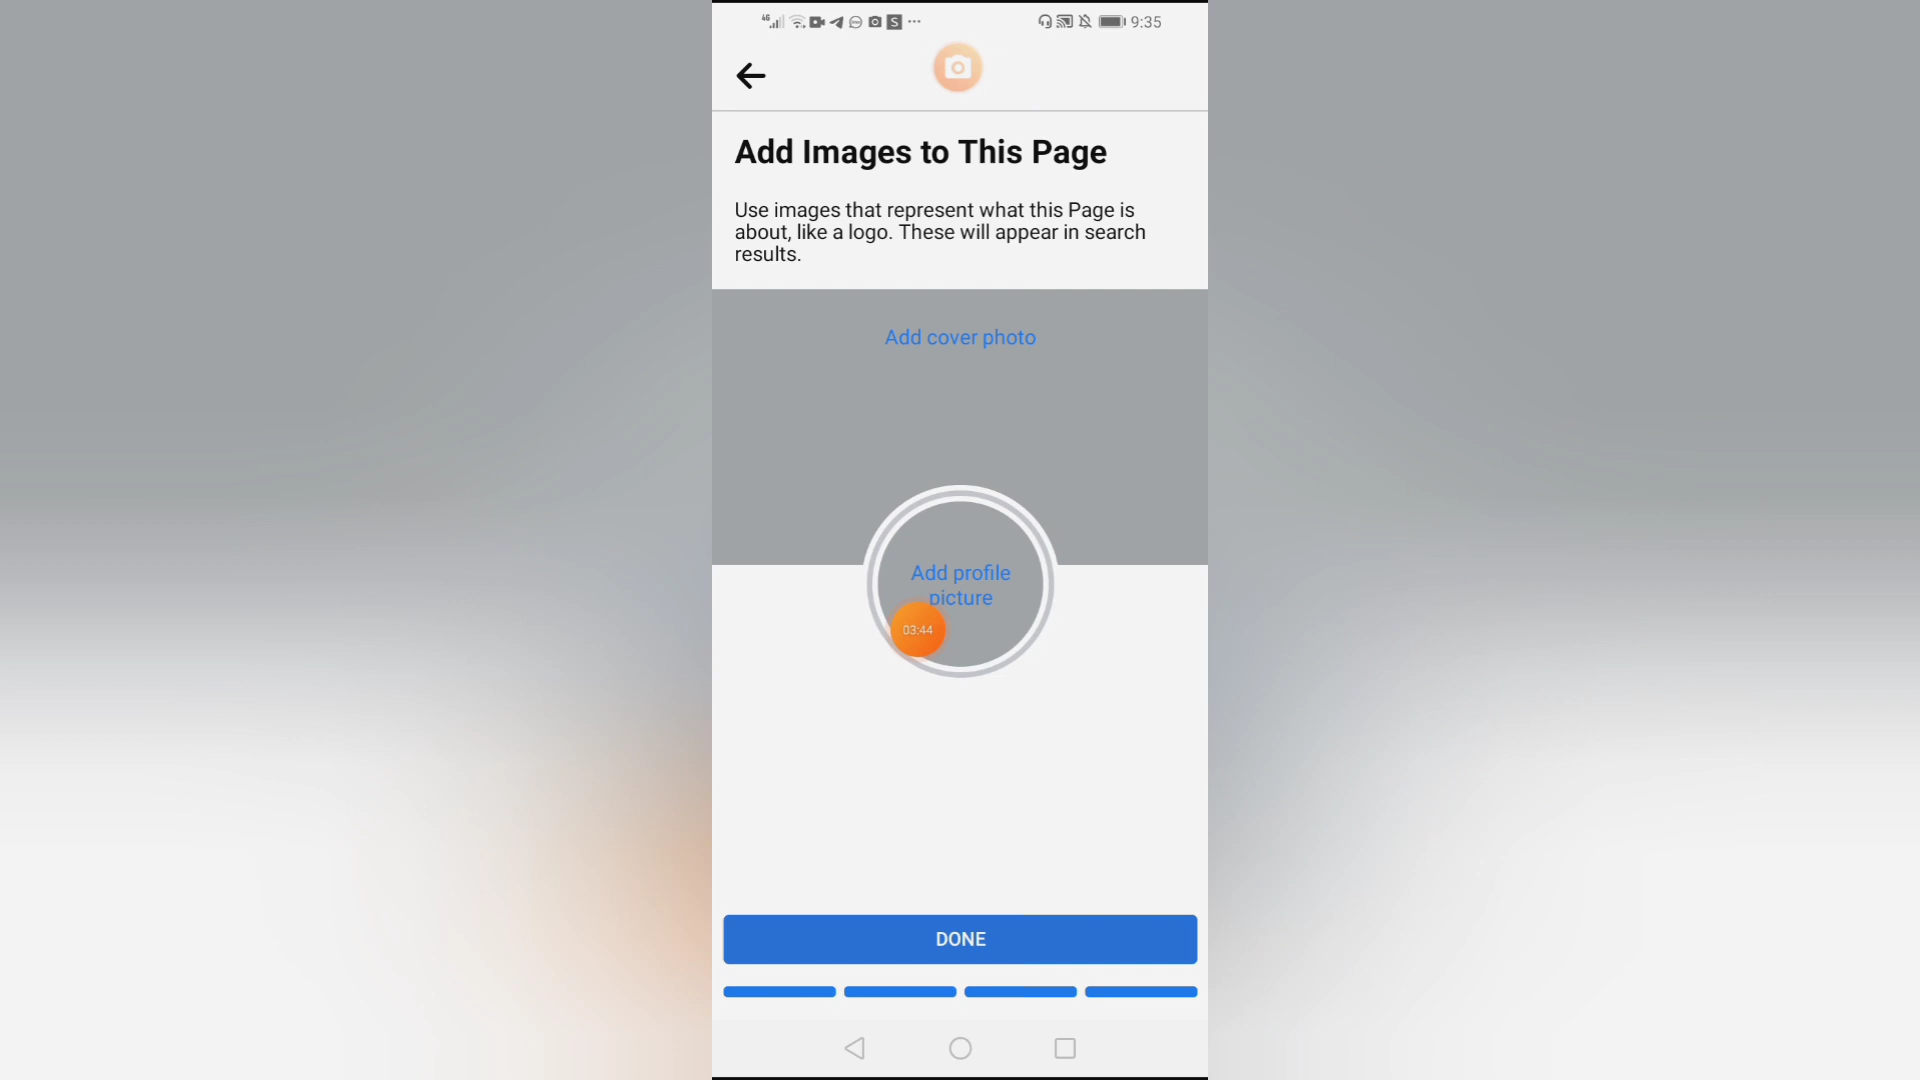 4G
S
9:35
Add Images to This Page
Use images that represent what this Page is
about, like a logo. These will appear in search
results.
Add cover photo
Add profile
picture
03:44
DONE